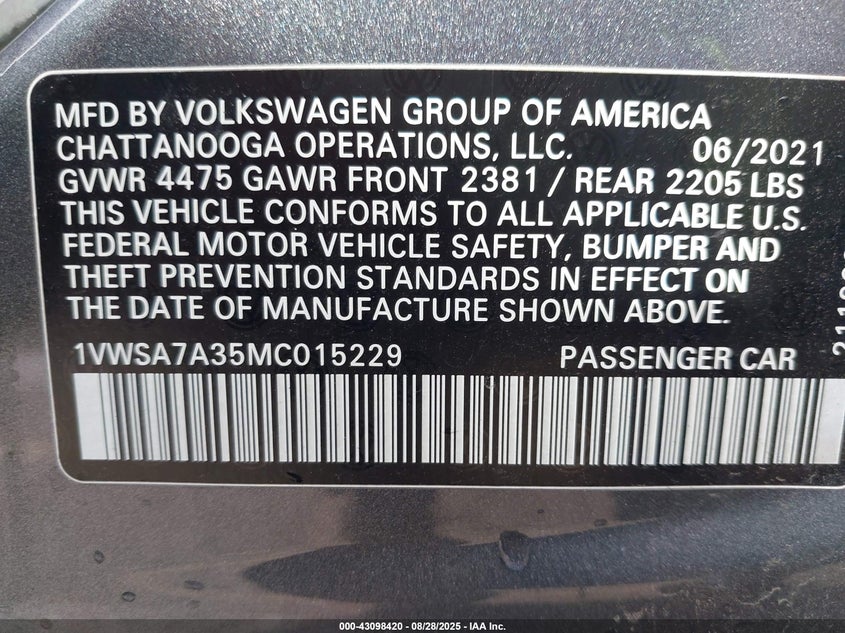 MFD BY VOLKSWAGEN GROUP OF AMERICA
CHATTANOOGA OPERATIONS, LLC. 06/2021
GVWR 4475 GAWR FRONT 2381 / REAR 2205 LBS
THIS VEHICLE CONFORMS TO ALL APPLICABLE U.S.
FEDERAL MOTOR VEHICLE SAFETY, BUMPER AND
THEFT PREVENTION STANDARDS IN EFFECT ON
THE DATE OF MANUFACTURE SHOWN ABOVE.
1VWSA7A35MC015229 PASSENGER CAR
000-43098420 - 08/28/2025 - IAA Inc.